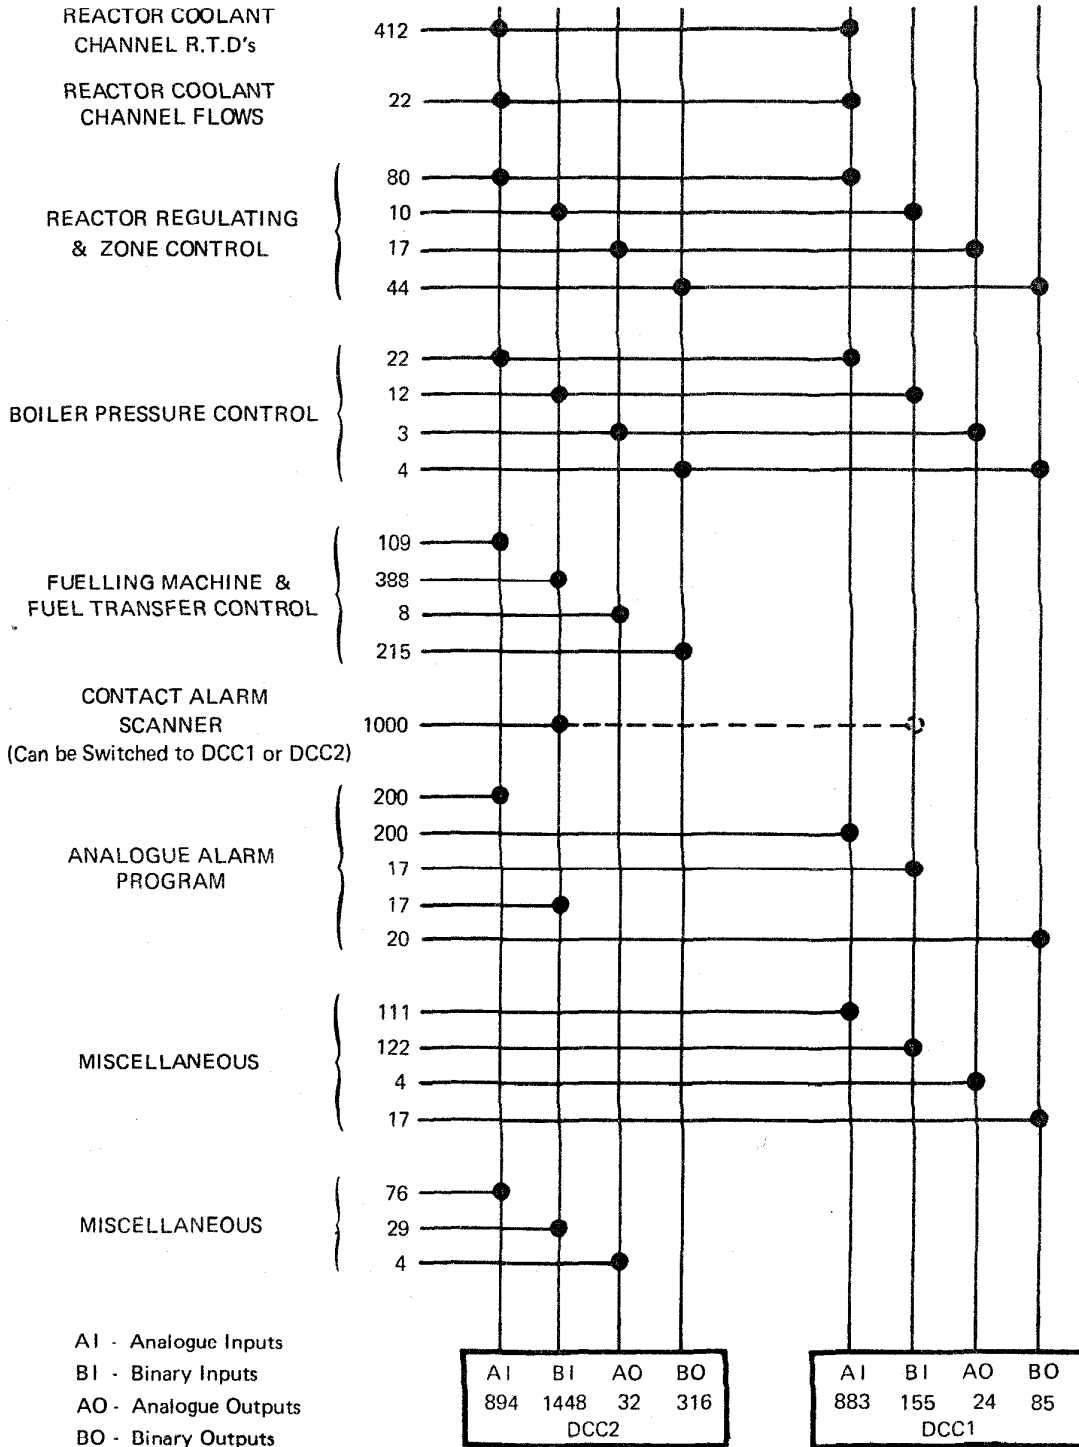 REACTOR COOLANT
CHANNEL R.T.D's
412
REACTOR COOLANT
CHANNEL FLOWS
22
REACTOR REGULATING
& ZONE CONTROL
80
10
17
44
BOILER PRESSURE CONTROL
22
12
3
4
FUELLING MACHINE &
FUEL TRANSFER CONTROL
109
388
8
215
CONTACT ALARM
SCANNER
(Can be Switched to DCC1 or DCC2)
1000
ANALOGUE ALARM
PROGRAM
200
200
17
17
20
MISCELLANEOUS
111
122
4
17
MISCELLANEOUS
76
29
4
AI - Analogue Inputs
BI - Binary Inputs
AO - Analogue Outputs
BO - Binary Outputs
AI BI AO BO
894 1448 32 316
DCC2
AI BI AO BO
883 155 24 85
DCC1